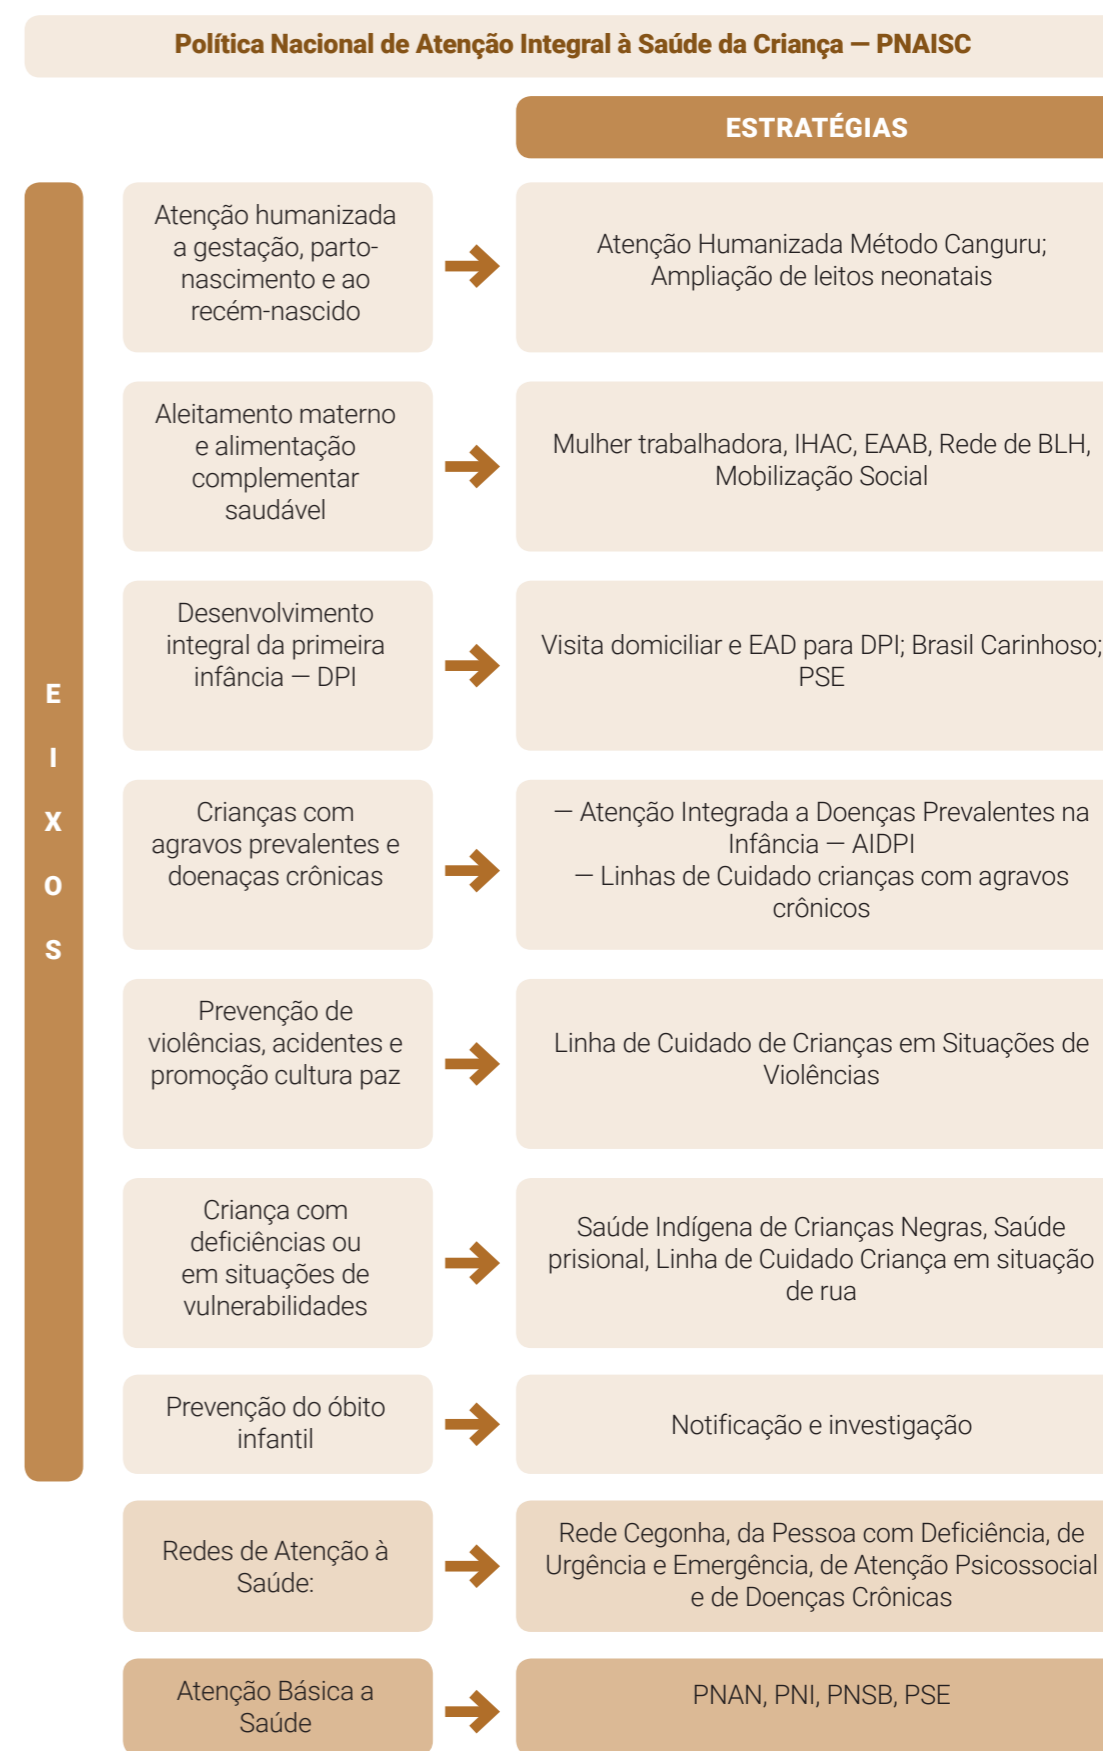 Política Nacional de Atenção Integral à Saúde da Criança — PNAISC
ESTRATÉGIAS
E
I
X
O
S
Atenção humanizada
a gestação, parto-
nascimento e ao
recém-nascido
Atenção Humanizada Método Canguru;
Ampliação de leitos neonatais
Aleitamento materno
e alimentação
complementar
saudável
Mulher trabalhadora, IHAC, EAAB, Rede de BLH,
Mobilização Social
Desenvolvimento
integral da primeira
infância — DPI
Visita domiciliar e EAD para DPI; Brasil Carinhoso;
PSE
Crianças com
agravos prevalentes e
doenaças crônicas
— Atenção Integrada a Doenças Prevalentes na
Infância — AIDPI
— Linhas de Cuidado crianças com agravos
crônicos
Prevenção de
violências, acidentes e
promoção cultura paz
Linha de Cuidado de Crianças em Situações de
Violências
Criança com
deficiências ou
em situações de
vulnerabilidades
Saúde Indígena de Crianças Negras, Saúde
prisional, Linha de Cuidado Criança em situação
de rua
Prevenção do óbito
infantil
Notificação e investigação
Redes de Atenção à
Saúde:
Rede Cegonha, da Pessoa com Deficiência, de
Urgência e Emergência, de Atenção Psicossocial
e de Doenças Crônicas
Atenção Básica a
Saúde
PNAN, PNI, PNSB, PSE